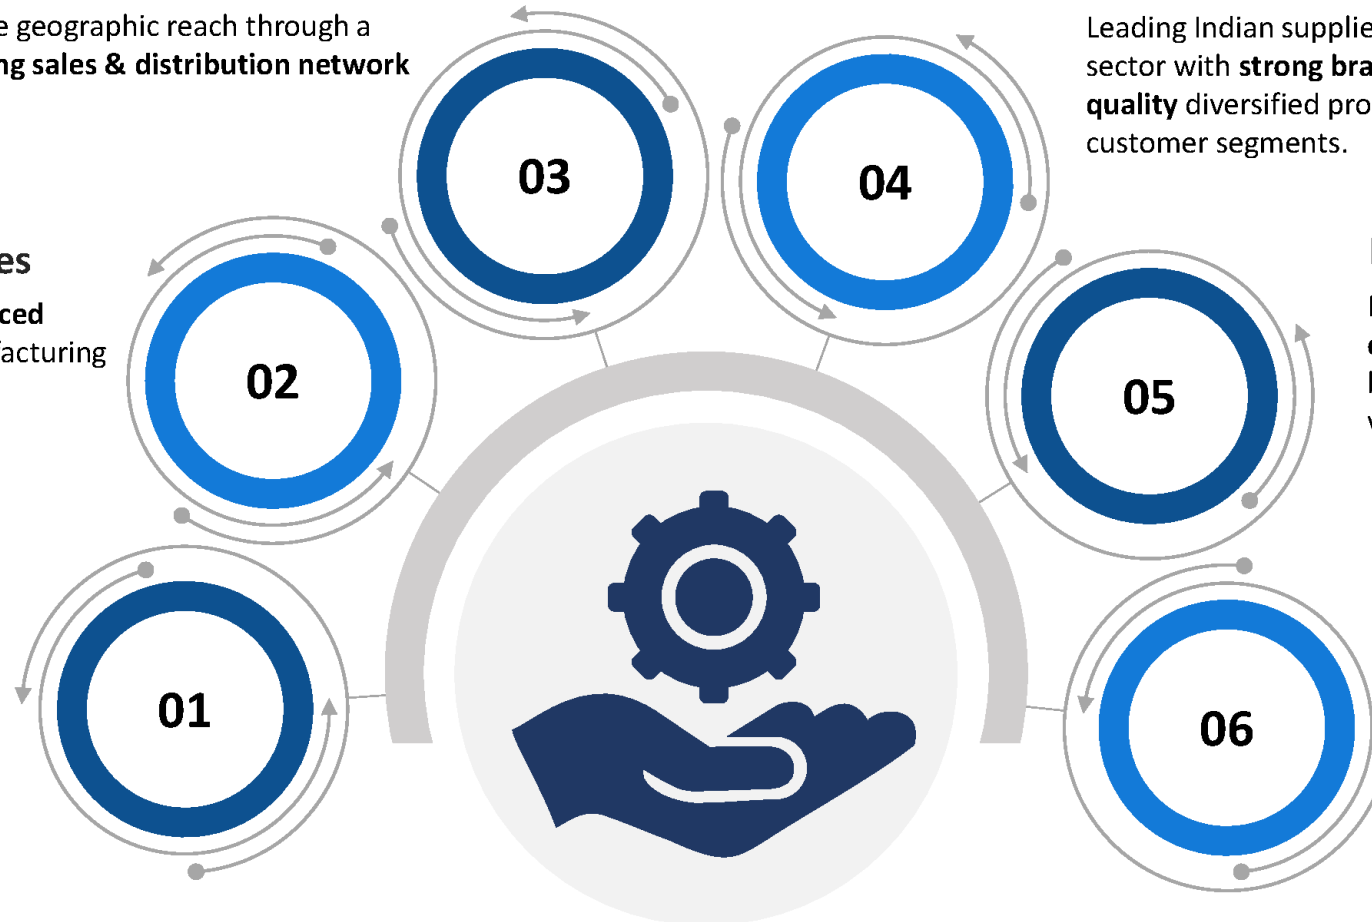 e geographic reach through a
ng sales & distribution network
Leading Indian supplie
sector with strong bra
quality diversified pro
customer segments.
03
04
es
ced
facturing
02
05
01
06